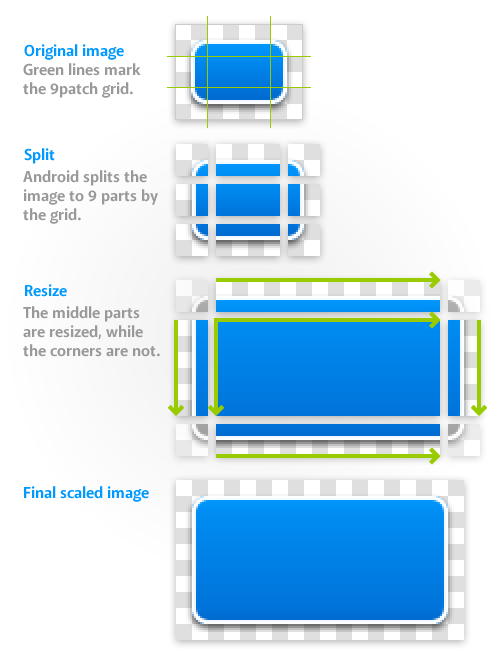 Original image
Green lines mark
the 9patch grid.
Split
Android splits the
image to 9 parts by
the grid.
Resize
The middle parts
are resized, while
the corners are not.
Final scaled image